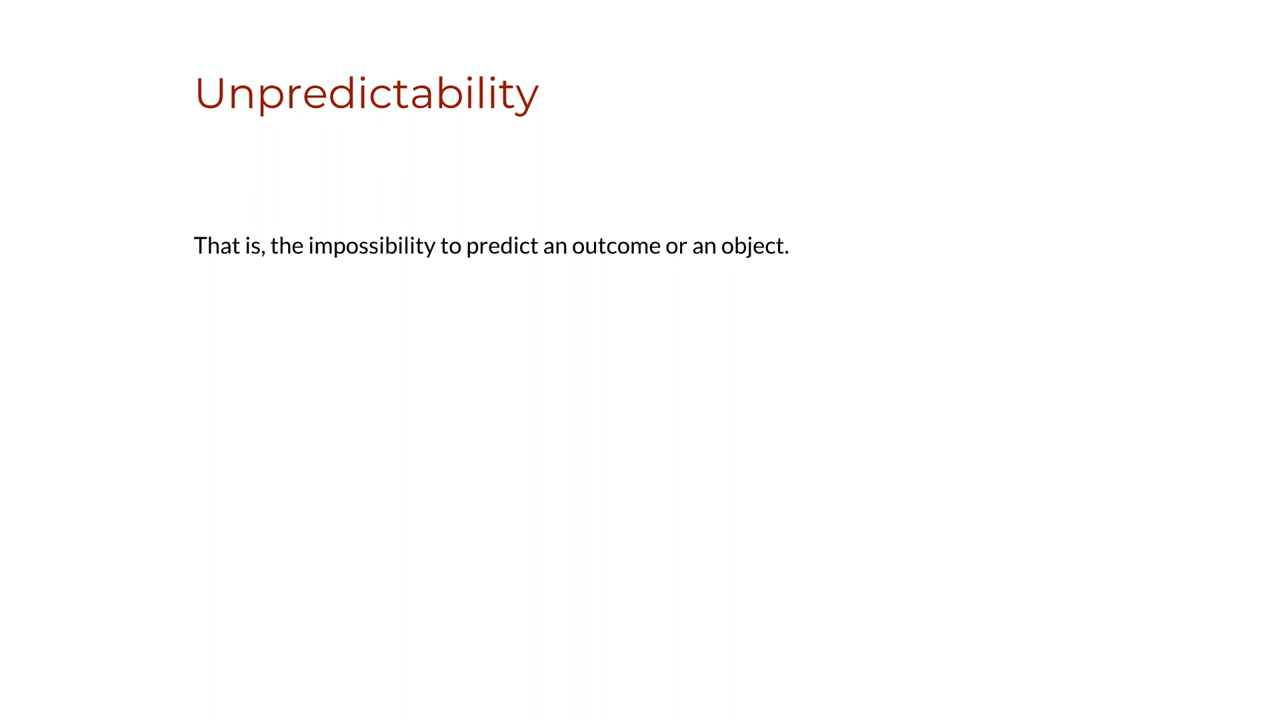 Unpredictability
That is, the impossibility to predict an outcome or an object.